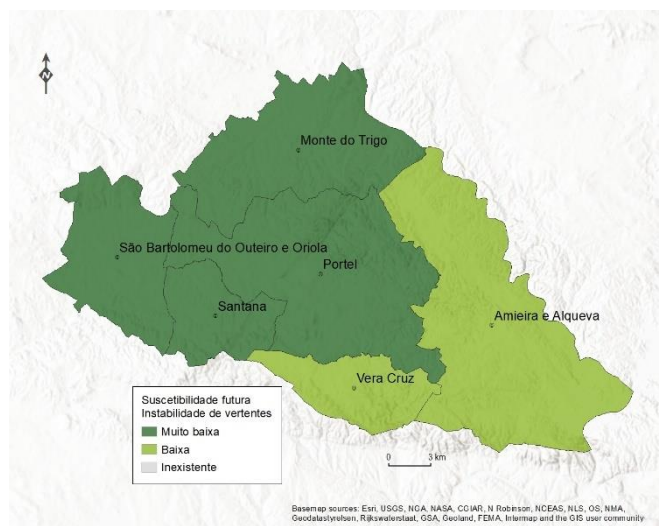 N
Monte do Trigo
São Bartolomeu do Outeiro e Oriola
Portel
Santana
Amieira e Alqueva
Vera Cruz
Suscetibilidade futura
Instabilidade de vertentes
Muito baixa
Baixa
Inexistente
0 3 km
Basemap sources: Esri, USGS, NGA, NASA, CGIAR, N Robinson, NCEAS, NLS, OS, NMA,
Geodatastyrelsen, Rijkswaterstaat, GSA, Geoland, FEMA, Intermap and the GIS user community